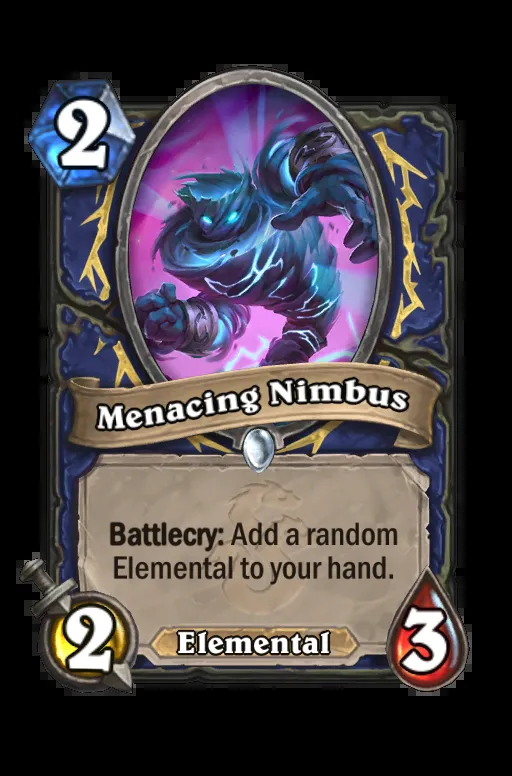 2
Menacing Nimbus
Battlecry: Add a random
Elemental to your hand.
2
Elemental
3